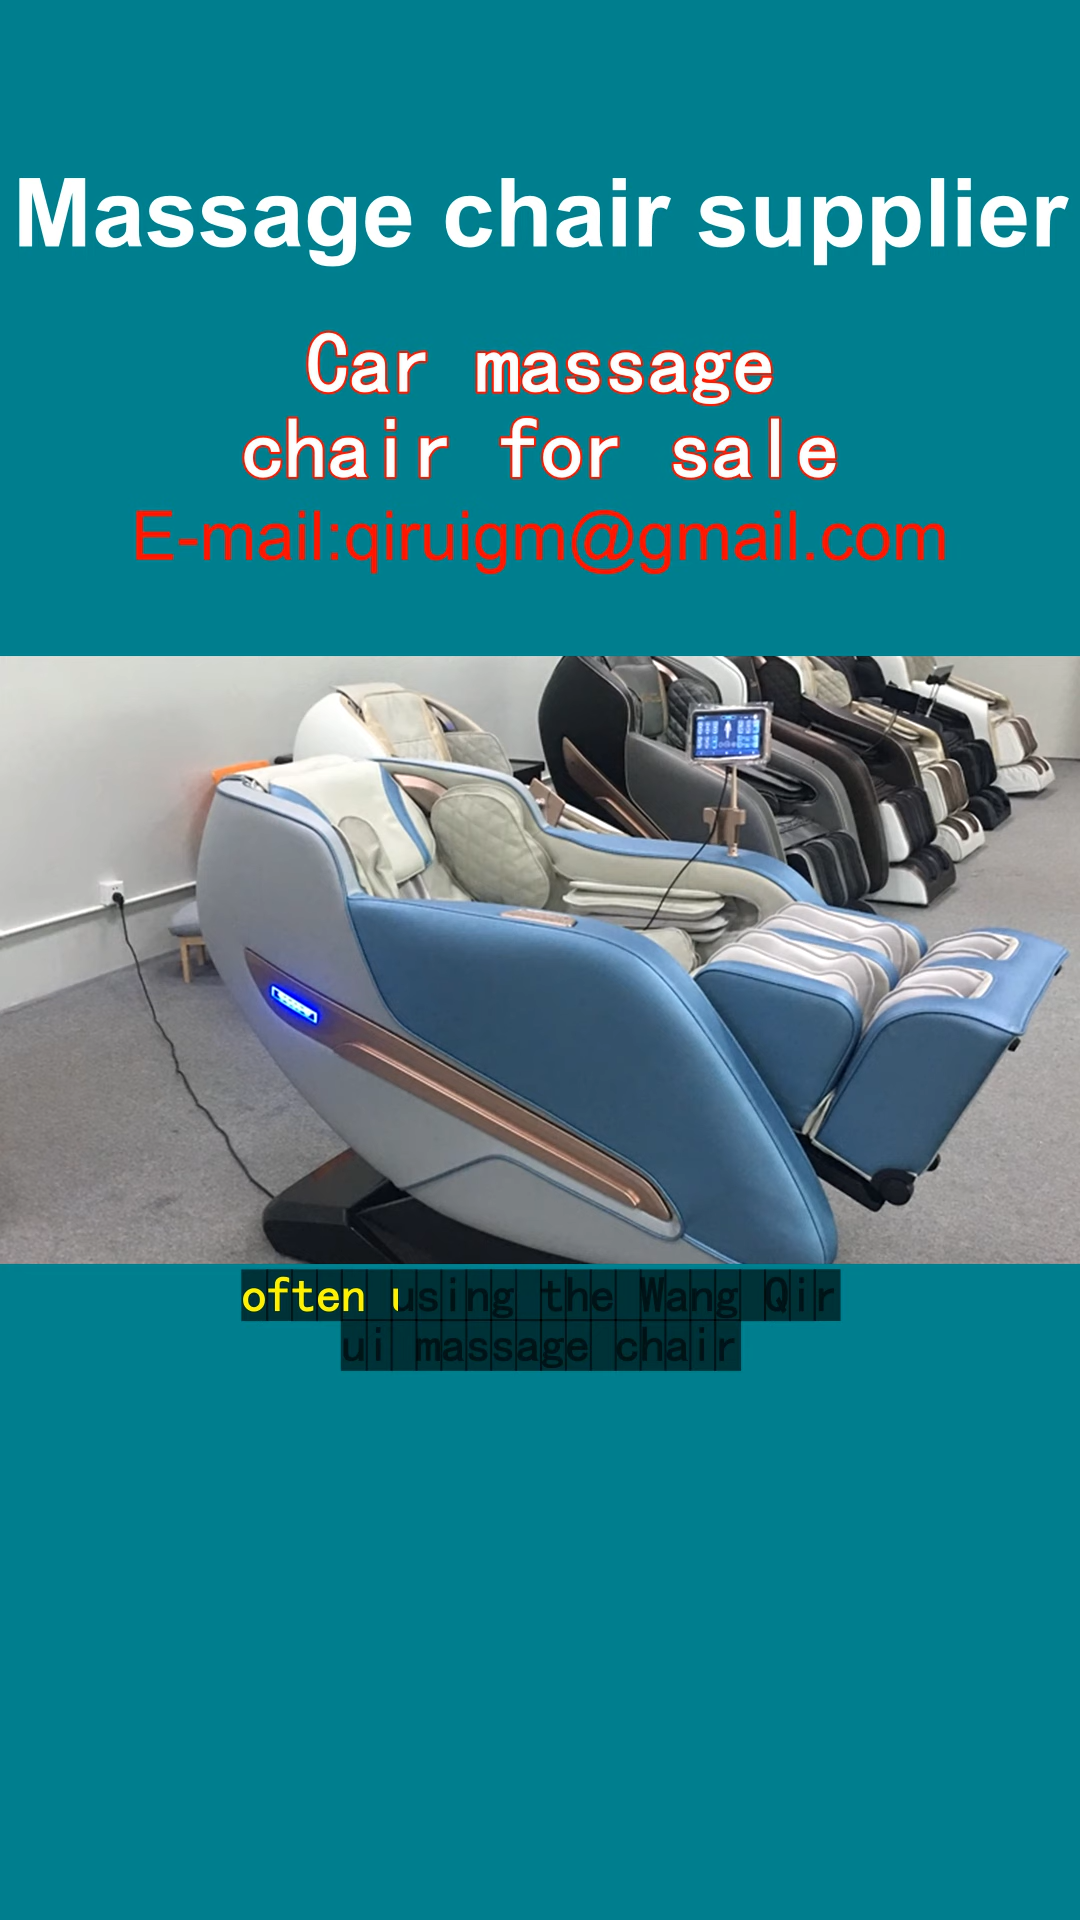 Massage chair supplier
Car massage
chair for sale
E-mail:qiruigm@gmail.com
often using the Wang Qir
ui massage chair